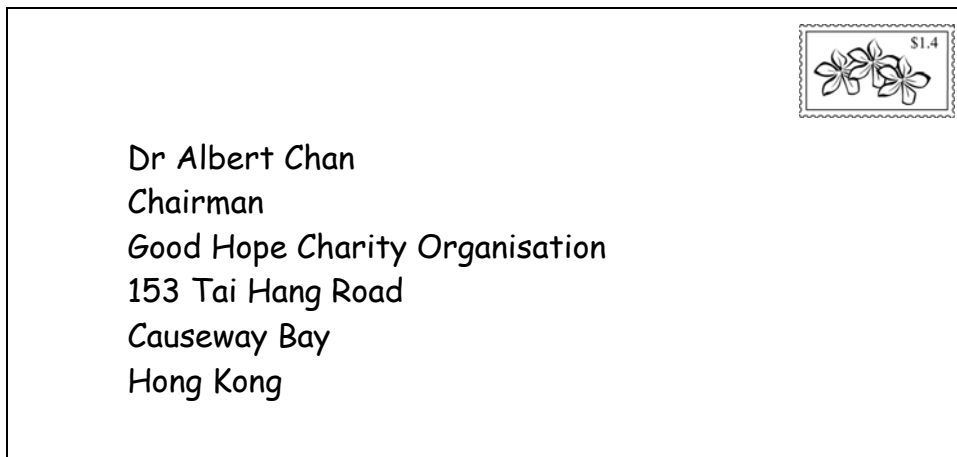 $1.4
Dr Albert Chan
Chairman
Good Hope Charity Organisation
153 Tai Hang Road
Causeway Bay
Hong Kong